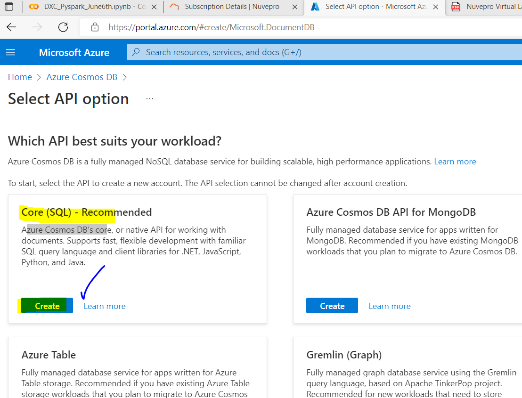 DXC_Pyspark_June6th.ipynb - Co
Subscription Details | Nuvepro
Select API option - Microsoft Az
Nuvepro Virtual La
https://portal.azure.com/#create/Microsoft.DocumentDB
Microsoft Azure
Search resources, services, and docs (G+/)
Home > Azure Cosmos DB >
Select API option ...
Which API best suits your workload?
Azure Cosmos DB is a fully managed NoSQL database service for building scalable, high performance applications. Learn more
To start, select the API to create a new account. The API selection cannot be changed after account creation.
Core (SQL) - Recommended
Azure Cosmos DB's core, or native API for working with
documents. Supports fast, flexible development with familiar
SQL query language and client libraries for .NET, JavaScript,
Python, and Java.
Create
Learn more
Azure Cosmos DB API for MongoDB
Fully managed database service for apps written for
MongoDB. Recommended if you have existing MongoDB
workloads that you plan to migrate to Azure Cosmos DB.
Create
Learn more
Azure Table
Fully managed database service for apps written for Azure
Table storage. Recommended if you have existing Azure Table
storage workloads that you plan to migrate to Azure Cosmos
Gremlin (Graph)
Fully managed graph database service using the Gremlin
query language, based on Apache TinkerPop project.
Recommended for new workloads that need to store